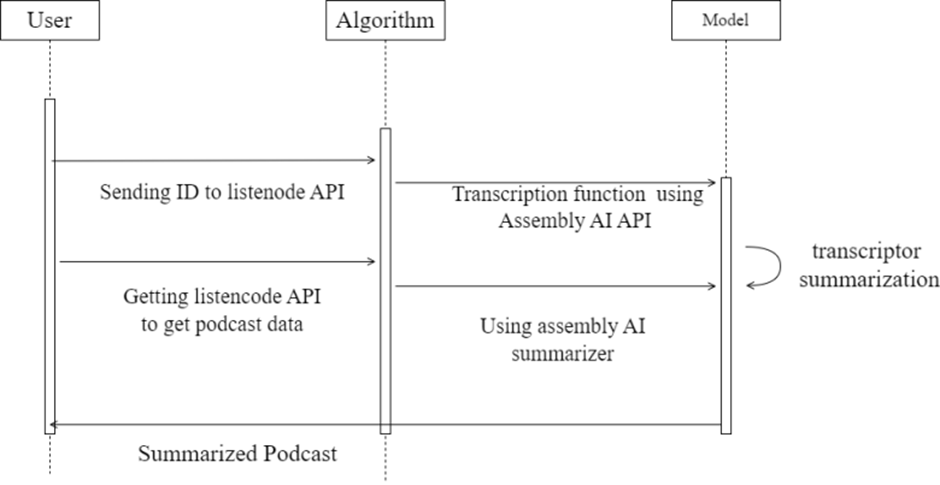 User
Algorithm
Model
Sending ID to listenode API
Transcription function using
Assembly AI API
transcriptor
summarization
Getting listencode API
to get podcast data
Using assembly AI
summarizer
Summarized Podcast